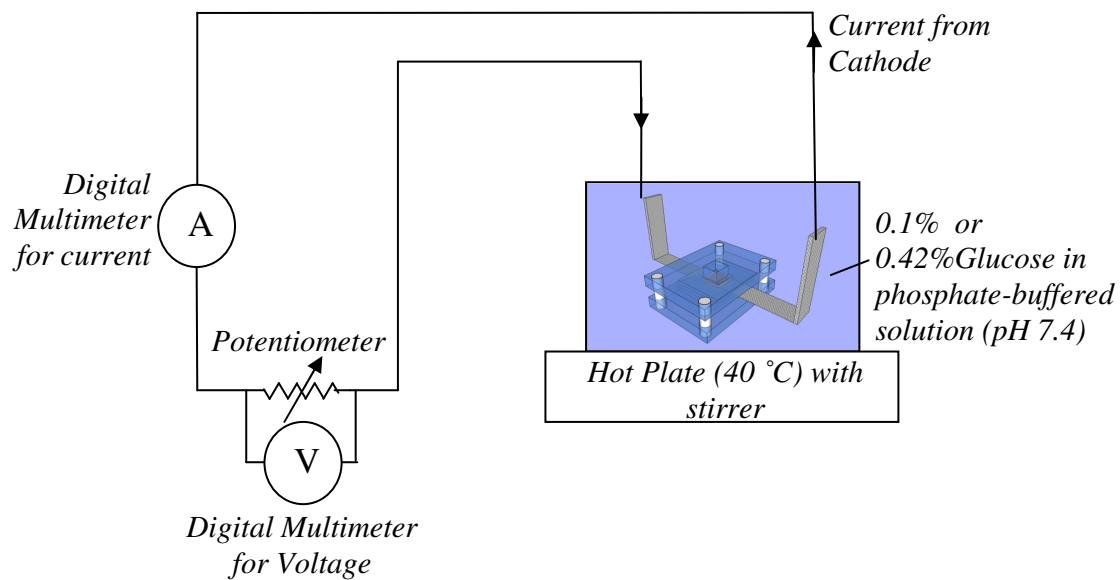 Current from
Cathode
Digital
Multimeter
for current
A
0.1% or
0.42%Glucose in
phosphate-buffered
solution (pH 7.4)
Potentiometer
Hot Plate (40 ˚C) with
stirrer
V
Digital Multimeter
for Voltage